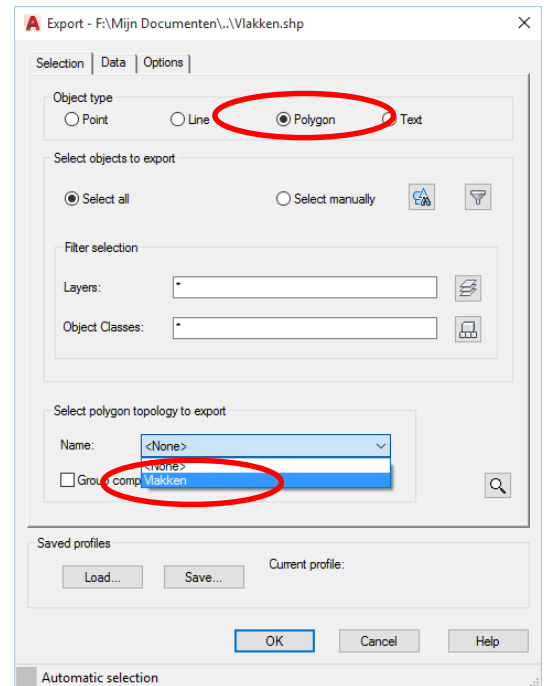 Export - F:\Mijn Documenten\..\Vlakken.shp
Selection Data Options
Object type
Point Line Polygon Text
Select objects to export
Select all Select manually
Filter selection
Layers: *
Object Classes: *
Select polygon topology to export
Name: <None>
<None>
Group comp Vlakken
Saved profiles
Load... Save... Current profile:
OK Cancel Help
Automatic selection